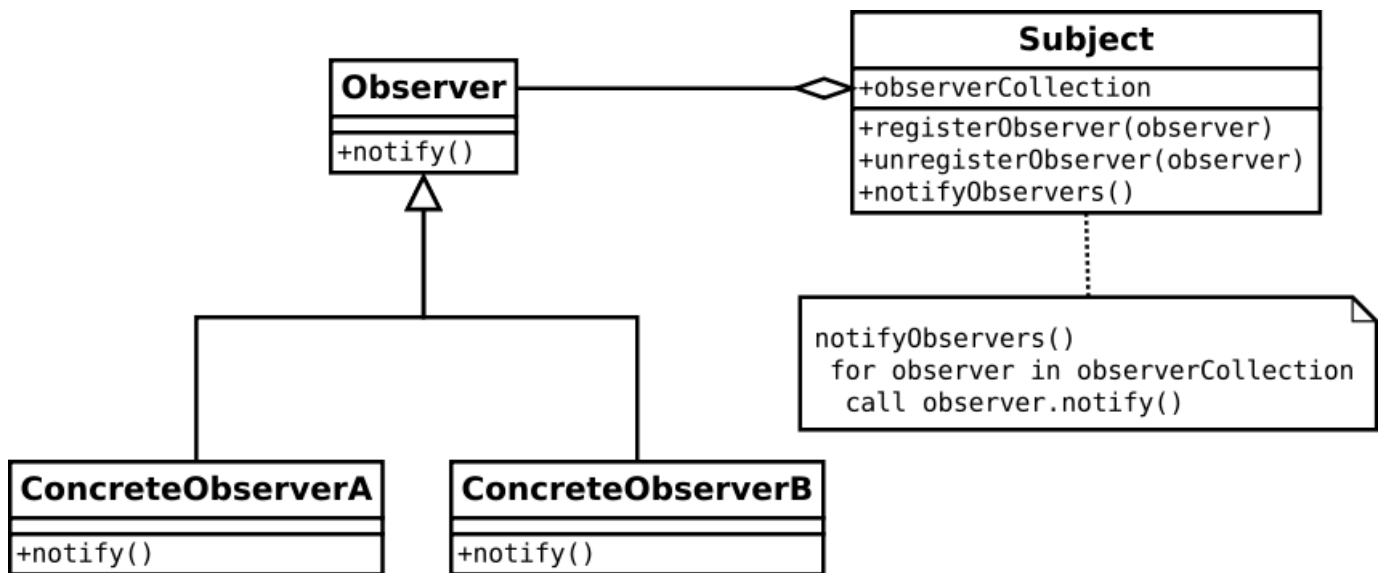 Subject
Observer
+observerCollection
+registerObserver(observer)
+notify()
+unregisterObserver(observer)
+notifyObservers()
notifyObservers()
for observer in observerCollection
call observer.notify()
ConcreteObserverA
ConcreteObserverB
+notify()
+notify()